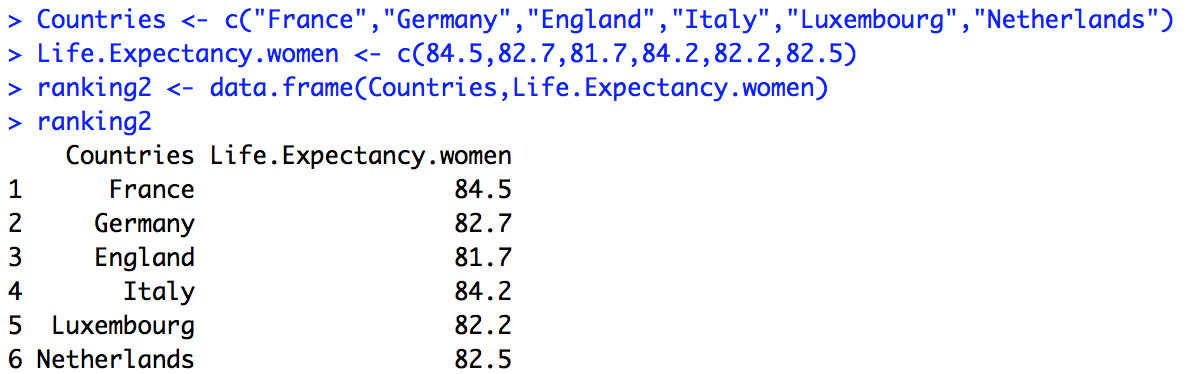 > Countries <- c("France","Germany","England","Italy","Luxembourg","Netherlands")
> Life.Expectancy.women <- c(84.5,82.7,81.7,84.2,82.2,82.5)
> ranking2 <- data.frame(Countries,Life.Expectancy.women)
> ranking2
    Countries Life.Expectancy.women
1      France                  84.5
2     Germany                  82.7
3     England                  81.7
4       Italy                  84.2
5  Luxembourg                  82.2
6 Netherlands                  82.5